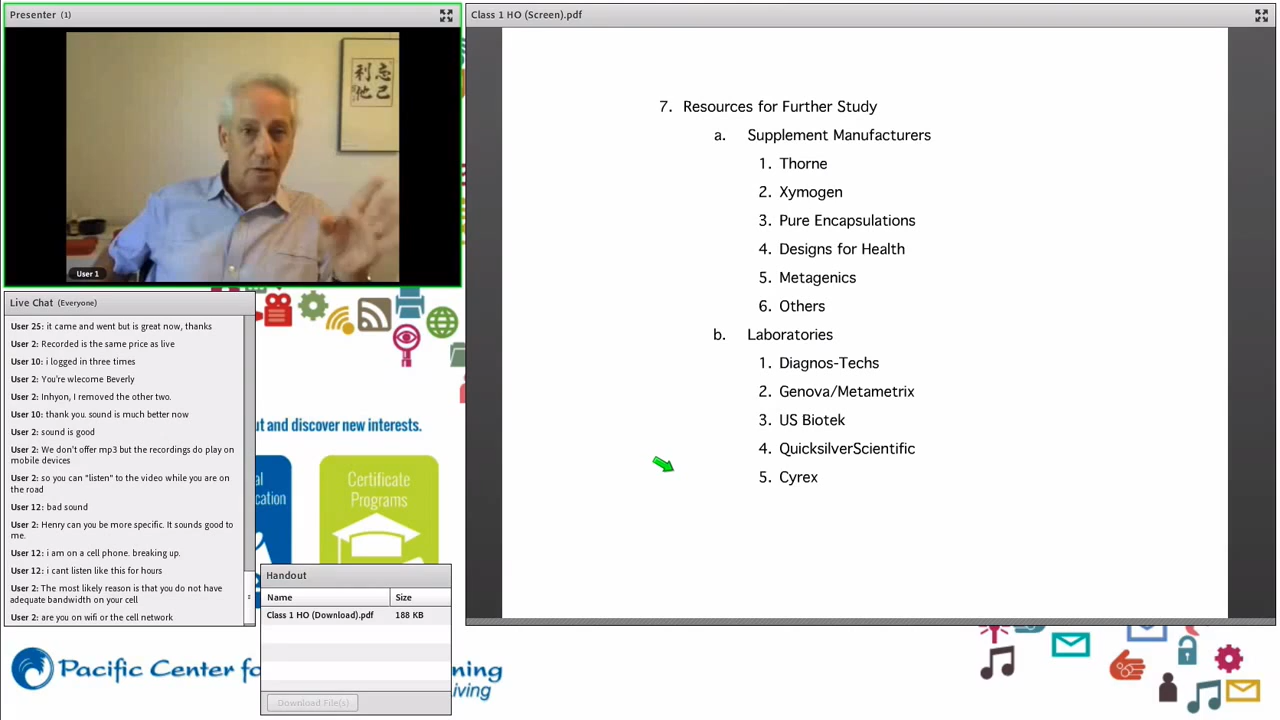 Presenter (1)
忘己
利他
User 1
Live Chat (Everyone)
User 25: it came and went but is great now, thanks
User 2: Recorded is the same price as live
User 10: i logged in three times
User 2: You're wlecome Beverly
User 2: Inhyon, I removed the other two.
User 10: thank you. sound is much better now
User 2: sound is good
User 2: We don't offer mp3 but the recordings do play on
mobile devices
User 2: so you can "listen" to the video while you are on
the road
User 12: bad sound
User 2: Henry can you be more specific. It sounds good to
me.
User 12: i am on a cell phone. breaking up.
User 12: i cant listen like this for hours
User 2: The most likely reason is that you do not have
adequate bandwidth on your cell
User 2: are you on wifi or the cell network
ut and discover new interests.
al
cation
Certificate
Programs
Handout
Name Size
Class 1 HO (Download).pdf 188 KB
Download File(s)
Pacific Center fo
ning
iving
Class 1 HO (Screen).pdf
7. Resources for Further Study
a. Supplement Manufacturers
1. Thorne
2. Xymogen
3. Pure Encapsulations
4. Designs for Health
5. Metagenics
6. Others
b. Laboratories
1. Diagnos-Techs
2. Genova/Metametrix
3. US Biotek
4. QuicksilverScientific
5. Cyrex